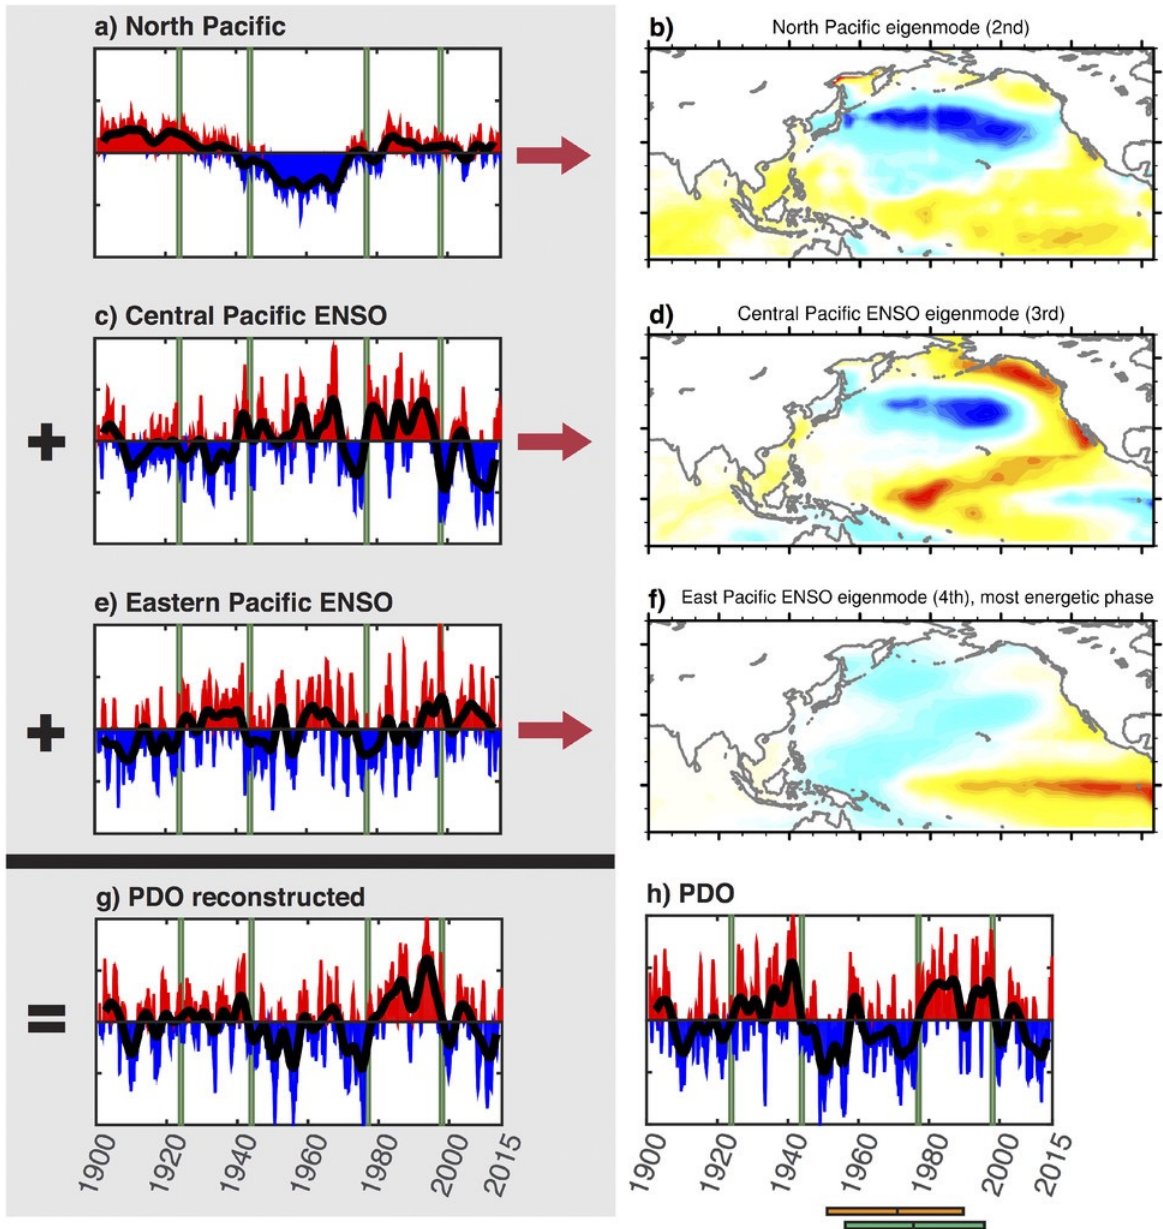 a) North Pacific
b) North Pacific eigenmode (2nd)
c) Central Pacific ENSO
d) Central Pacific ENSO eigenmode (3rd)
+
e) Eastern Pacific ENSO
f) East Pacific ENSO eigenmode (4th), most energetic phase
+
g) PDO reconstructed
h) PDO
=
1900 1920 1940 1960 1980 2000 2015
1900 1920 1940 1960 1980 2000 2015